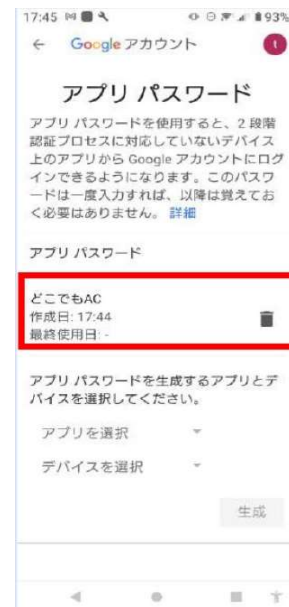 17:45
93%
← Google アカウント
t
アプリ パスワード
アプリ パスワードを使用すると、2 段階
認証プロセスに対応していないデバイス
上のアプリから Google アカウントにログ
インできるようになります。このパスワ
ードは一度入力すれば、以降は覚えてお
く必要はありません。 詳細
アプリ パスワード
どこでもAC
作成日: 17:44
最終使用日: -
アプリ パスワードを生成するアプリとデ
バイスを選択してください。
アプリを選択
デバイスを選択
生成